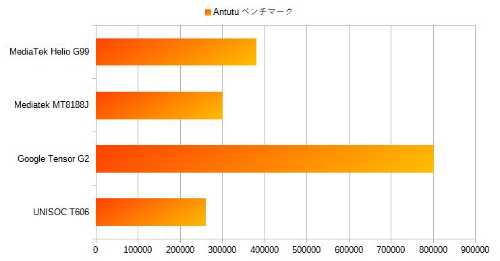 Antutu ベンチマーク
MediaTek Helio G99
Mediatek MT8188J
Google Tensor G2
UNISOC T606
0 100000 200000 300000 400000 500000 600000 700000 800000 900000